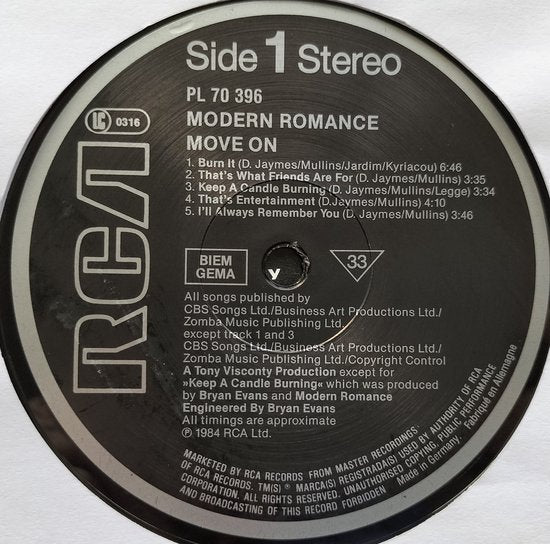 Side 1 Stereo
PL 70 396
LC 0316
MODERN ROMANCE
MOVE ON
1. Burn It (D. Jaymes/Mullins/Jardim/Kyriacou) 6:46
2. That's What Friends Are For (D. Jaymes/Mullins) 3:35
3. Keep A Candle Burning (D. Jaymes/Mullins/Legge) 3:34
4. That's Entertainment (D. Jaymes/Mullins) 4:10
5. I'll Always Remember You (D. Jaymes/Mullins) 3:46
RCA
BIEM
GEMA
33
All songs published by
CBS Songs Ltd./Business Art Productions Ltd./
Zomba Music Publishing Ltd.
except track 1 and 3
CBS Songs Ltd./Business Art Productions Ltd./
Zomba Music Publishing Ltd./Copyright Control
A Tony Visconty Production except for
»Keep A Candle Burning« which was produced
by Bryan Evans and Modern Romance
Engineered By Bryan Evans
All timings are approximate
Ⓟ 1984 RCA Ltd.
MARKETED BY RCA RECORDS FROM MASTER RECORDINGS
OF RCA RECORDS. TM(S) ® MARCA(S) REGISTRADA(S) USED BY AUTHORITY OF RCA
CORPORATION. ALL RIGHTS RESERVED. UNAUTHORISED COPYING, PUBLIC PERFORMANCE
AND BROADCASTING OF THIS RECORD FORBIDDEN
Made in Germany. Fabriqué en Allemagne